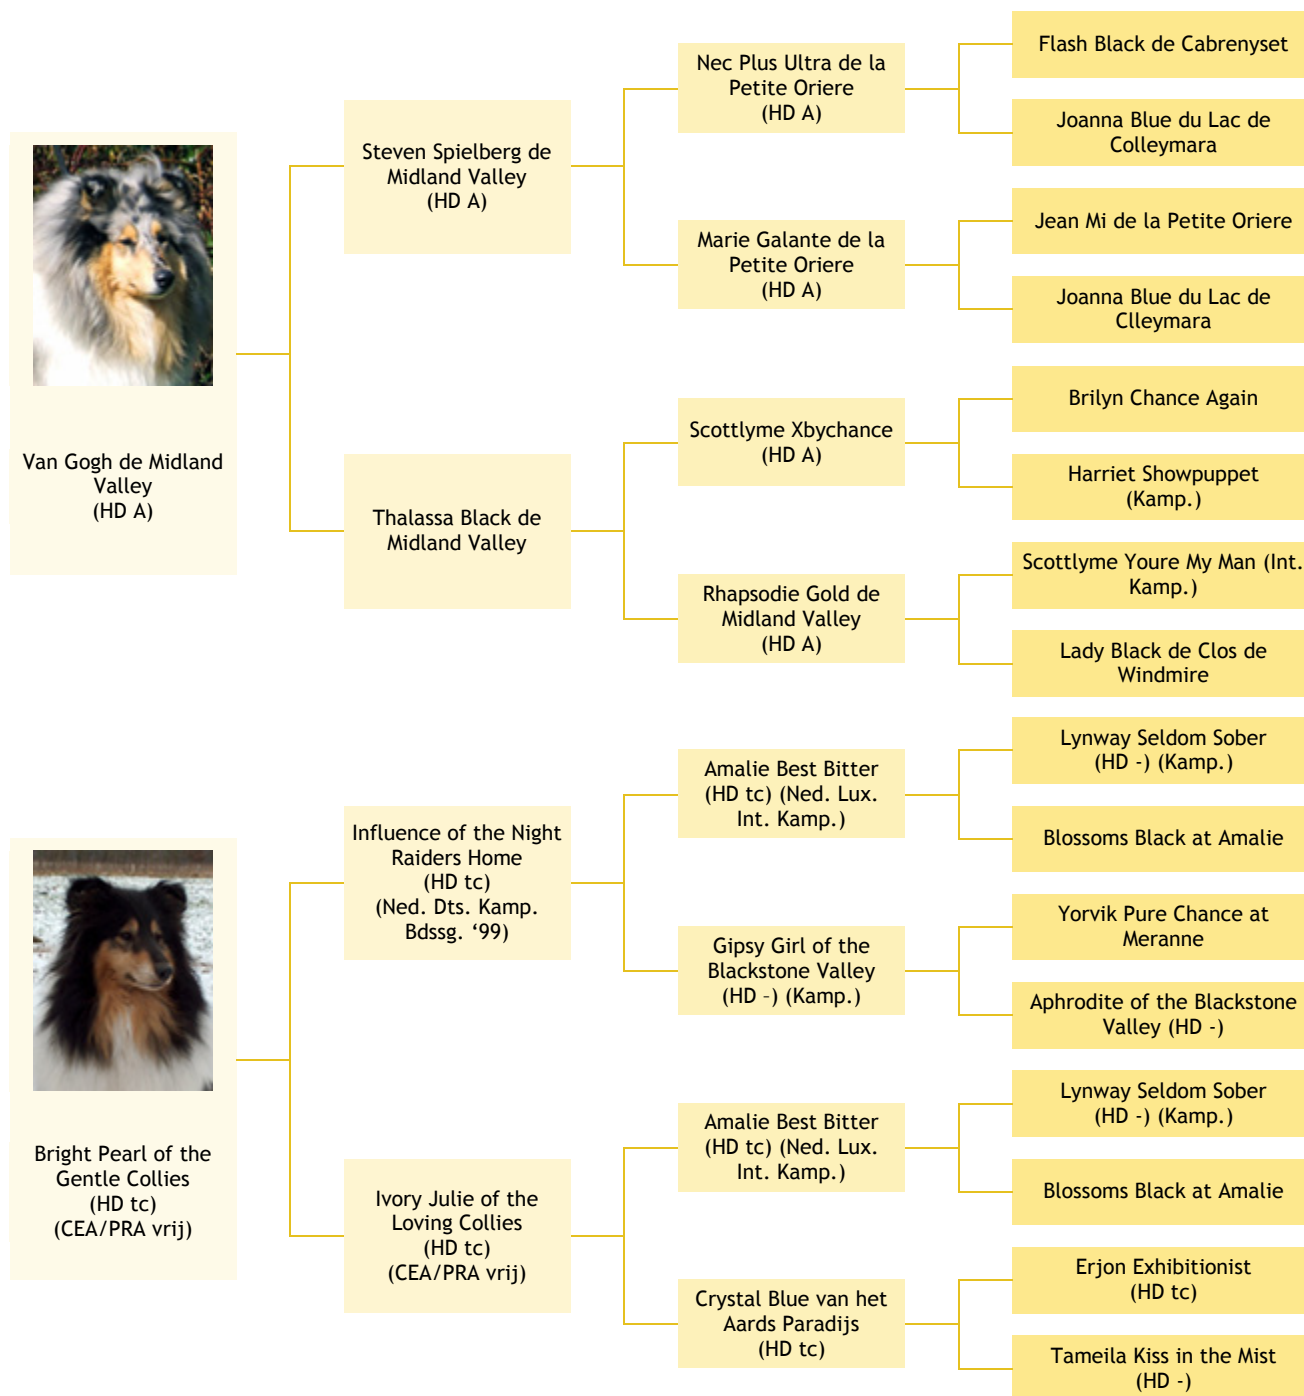 Van Gogh de Midland
Valley
(HD A)
Steven Spielberg de
Midland Valley
(HD A)
Nec Plus Ultra de la
Petite Oriere
(HD A)
Flash Black de Cabrenyset
Joanna Blue du Lac de
Colleymara
Marie Galante de la
Petite Oriere
(HD A)
Jean Mi de la Petite Oriere
Joanna Blue du Lac de
Clleymara
Thalassa Black de
Midland Valley
Scottlyme Xbychance
(HD A)
Brilyn Chance Again
Harriet Showpuppet
(Kamp.)
Rhapsodie Gold de
Midland Valley
(HD A)
Scottlyme Youre My Man (Int.
Kamp.)
Lady Black de Clos de
Windmire
Bright Pearl of the
Gentle Collies
(HD tc)
(CEA/PRA vrij)
Influence of the Night
Raiders Home
(HD tc)
(Ned. Dts. Kamp.
Bdssg. ‘99)
Amalie Best Bitter
(HD tc) (Ned. Lux.
Int. Kamp.)
Lynway Seldom Sober
(HD -) (Kamp.)
Blossoms Black at Amalie
Gipsy Girl of the
Blackstone Valley
(HD –) (Kamp.)
Yorvik Pure Chance at
Meranne
Aphrodite of the Blackstone
Valley (HD -)
Ivory Julie of the
Loving Collies
(HD tc)
(CEA/PRA vrij)
Amalie Best Bitter
(HD tc) (Ned. Lux.
Int. Kamp.)
Lynway Seldom Sober
(HD -) (Kamp.)
Blossoms Black at Amalie
Crystal Blue van het
Aards Paradijs
(HD tc)
Erjon Exhibitionist
(HD tc)
Tameila Kiss in the Mist
(HD -)